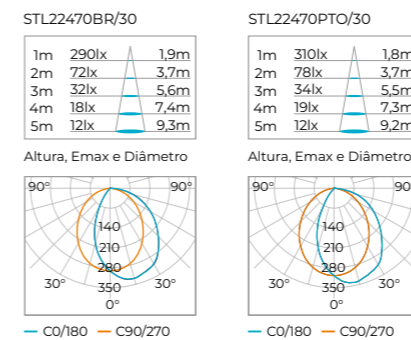 STL22470BR/30
1m 290lx 1,9m
2m 72lx 3,7m
3m 32lx 5,6m
4m 18lx 7,4m
5m 12lx 9,3m
Altura, Emax e Diâmetro
90° 90°
140
210
280
30° 350 30°
0°
C0/180 C90/270
STL22470PTO/30
1m 310lx 1,8m
2m 78lx 3,7m
3m 34lx 5,5m
4m 19lx 7,3m
5m 12lx 9,2m
Altura, Emax e Diâmetro
90° 90°
140
210
280
30° 350 30°
0°
C0/180 C90/270